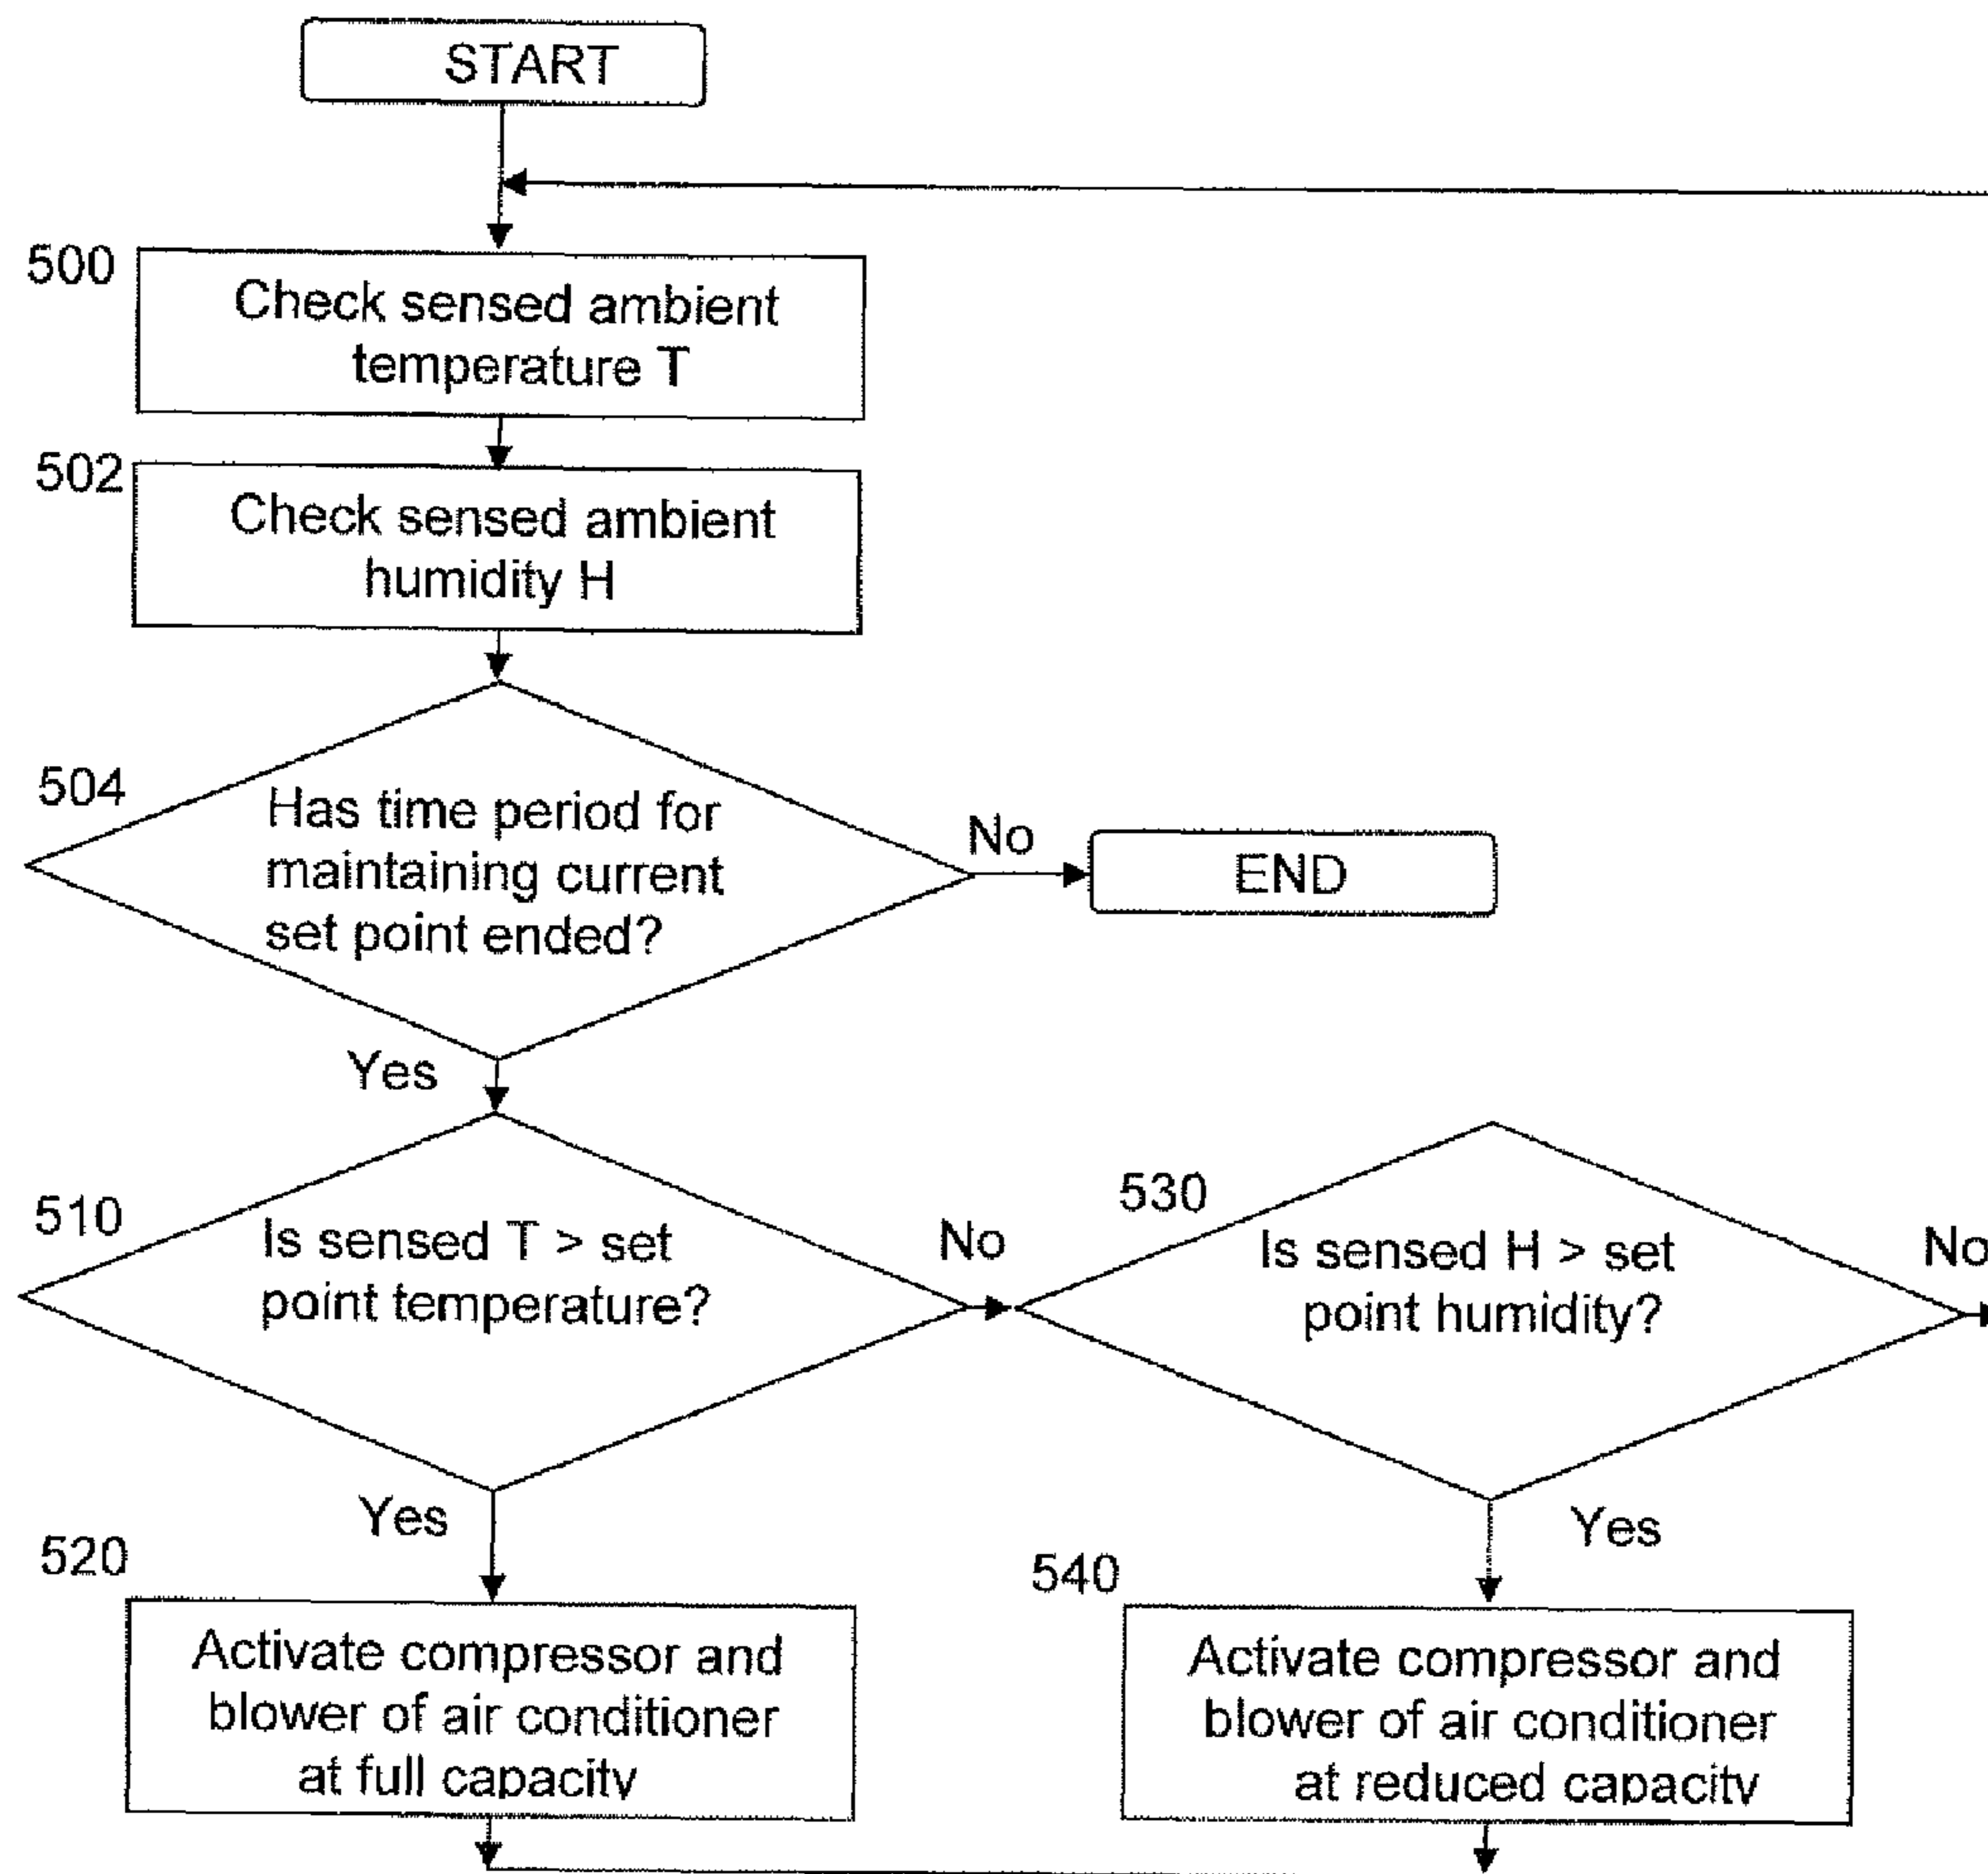 START
500
Check sensed ambient
temperature T
502
Check sensed ambient
humidity H
504
Has time period for
maintaining current
set point ended?
No
END
Yes
510
Is sensed T > set
point temperature?
No
530
Is sensed H > set
point humidity?
No
Yes
520
Activate compressor and
blower of air conditioner
at full capacity
Yes
540
Activate compressor and
blower of air conditioner
at reduced capacity